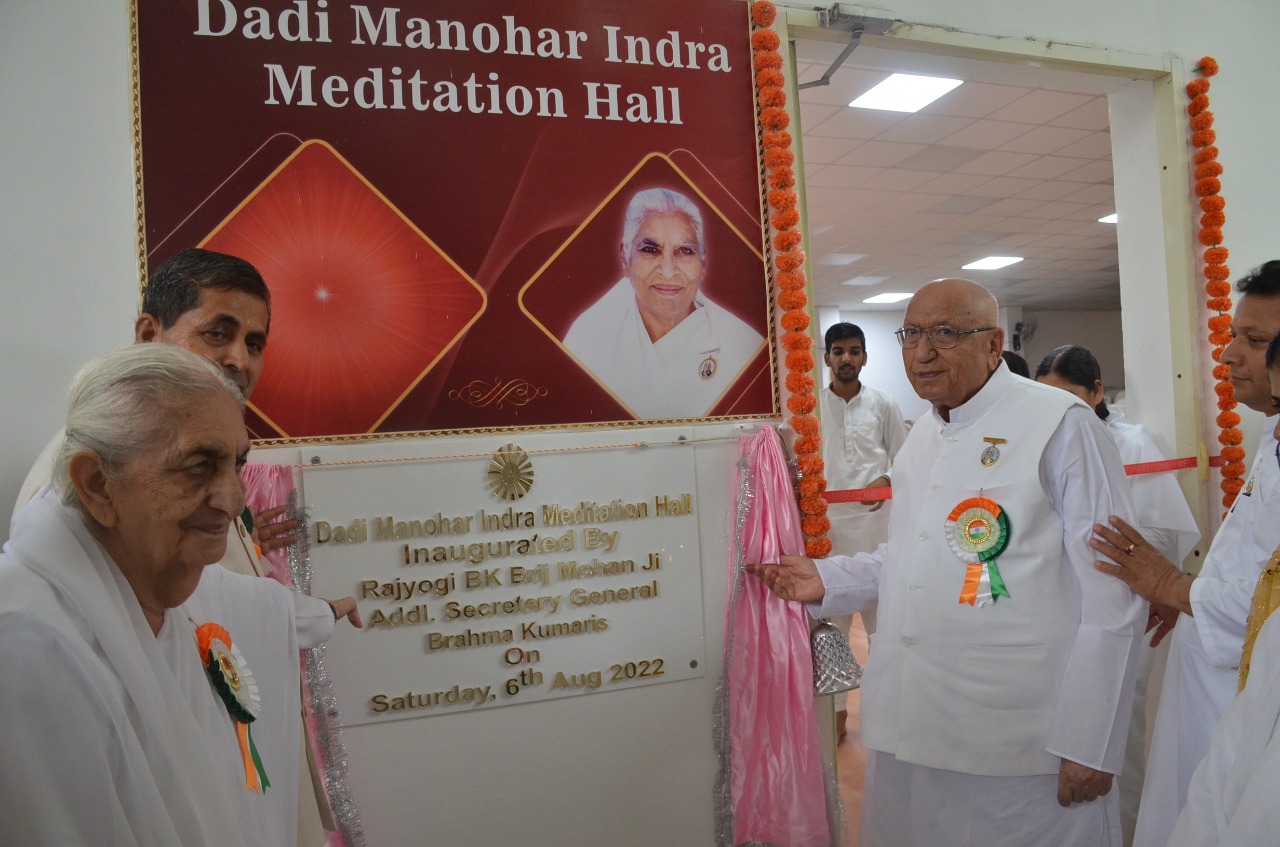 Dadi Manohar Indra
Meditation Hall
Dadi Manohar Indra Meditation Hall
Inaugurated By
Rajyogi BK Brij Mohan Ji
Addl. Secretary General
Brahma Kumaris
On
Saturday, 6th Aug 2022